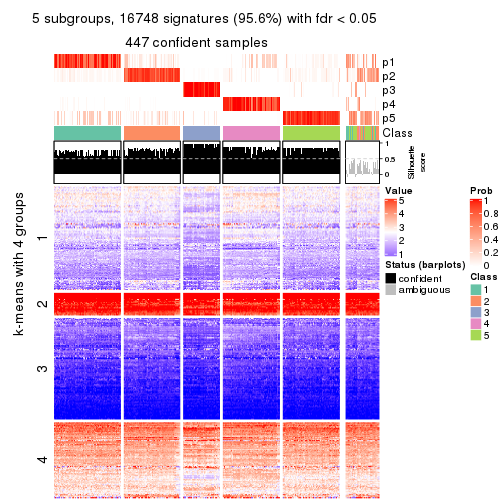 5 subgroups, 16748 signatures (95.6%) with fdr < 0.05
447 confident samples
p1
p2
p3
p4
p5
Class
1
0.5
0
Silhouette
score
k-means with 4 groups
1
2
3
4
Value
5
4
3
2
1
Status (barplots)
confident
ambiguous
Prob
1
0.8
0.6
0.4
0.2
0
Class
1
2
3
4
5